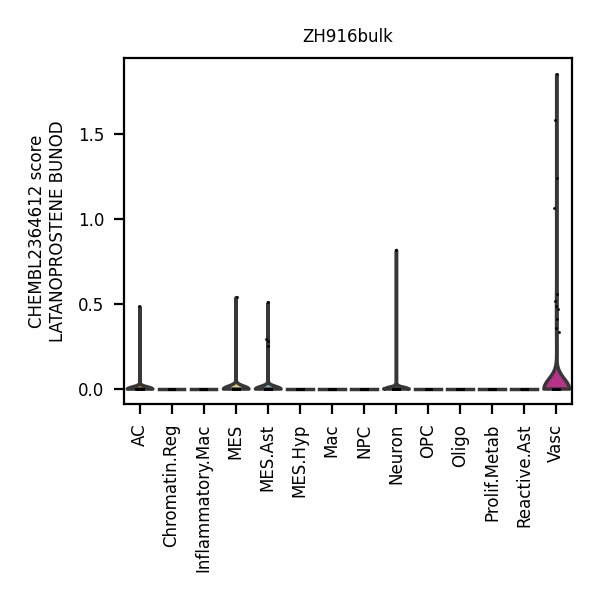 ZH916bulk
CHEMBL2364612 score
LATANOPROSTENE BUNOD
1.5
1.0
0.5
0.0
AC
Chromatin.Reg
Inflammatory.Mac
MES
MES.Ast
MES.Hyp
Mac
NPC
Neuron
OPC
Oligo
Prolif.Metab
Reactive.Ast
Vasc